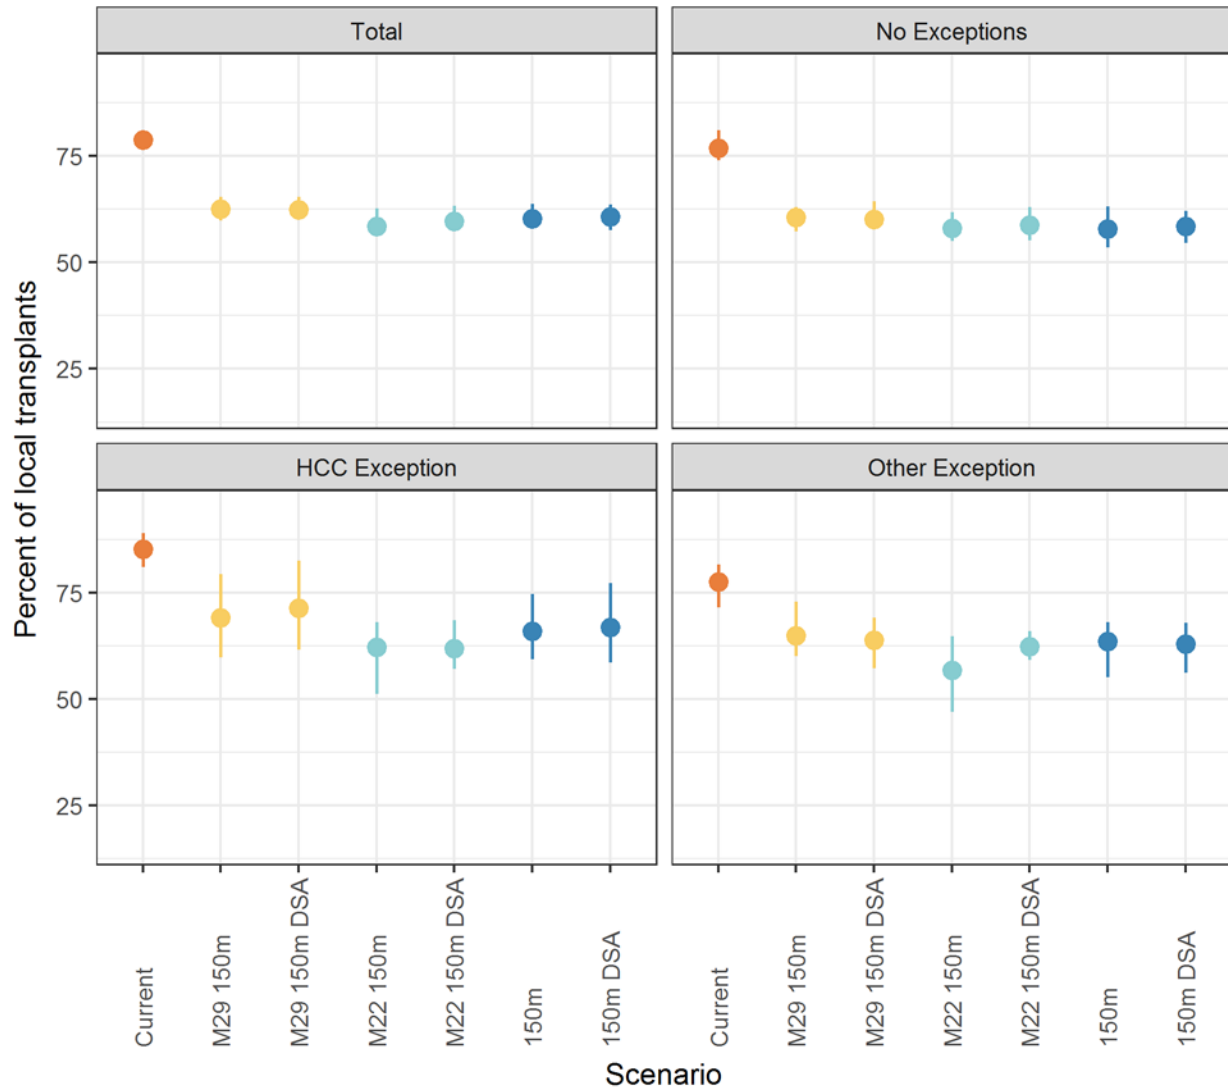 Total
No Exceptions
75
50
25
HCC Exception
Other Exception
75
50
25
Percent of local transplants
Current
M29 150m
M29 150m DSA
M22 150m
M22 150m DSA
150m
150m DSA
Current
M29 150m
M29 150m DSA
M22 150m
M22 150m DSA
150m
150m DSA
Scenario